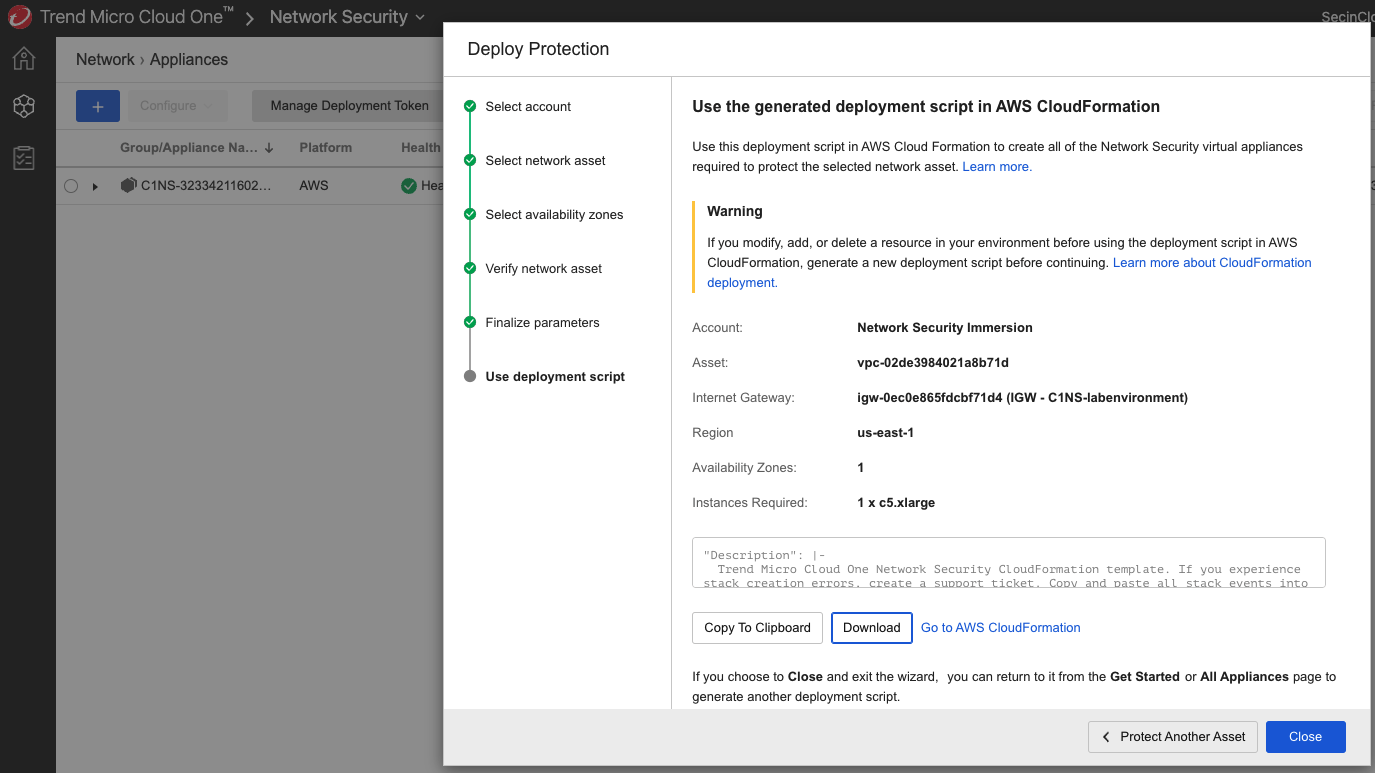 Trend Micro Cloud One™ > Network Security
SecinClo
Deploy Protection
Network › Appliances
+
Configure
Manage Deployment Token
Group/Appliance Na... ↓
Platform
Health
C1NS-32334211602...
AWS
Hea
Select account
Select network asset
Select availability zones
Verify network asset
Finalize parameters
Use deployment script
Use the generated deployment script in AWS CloudFormation
Use this deployment script in AWS Cloud Formation to create all of the Network Security virtual appliances
required to protect the selected network asset. Learn more.
Warning
If you modify, add, or delete a resource in your environment before using the deployment script in AWS
CloudFormation, generate a new deployment script before continuing. Learn more about CloudFormation
deployment.
Account: Network Security Immersion
Asset: vpc-02de3984021a8b71d
Internet Gateway: igw-0ec0e865fdcbf71d4 (IGW - C1NS-labenvironment)
Region us-east-1
Availability Zones: 1
Instances Required: 1 x c5.xlarge
"Description": |-
Trend Micro Cloud One Network Security CloudFormation template. If you experience
stack creation errors, create a support ticket. Copy and paste all stack events into
Copy To Clipboard
Download
Go to AWS CloudFormation
If you choose to Close and exit the wizard, you can return to it from the Get Started or All Appliances page to
generate another deployment script.
Protect Another Asset
Close